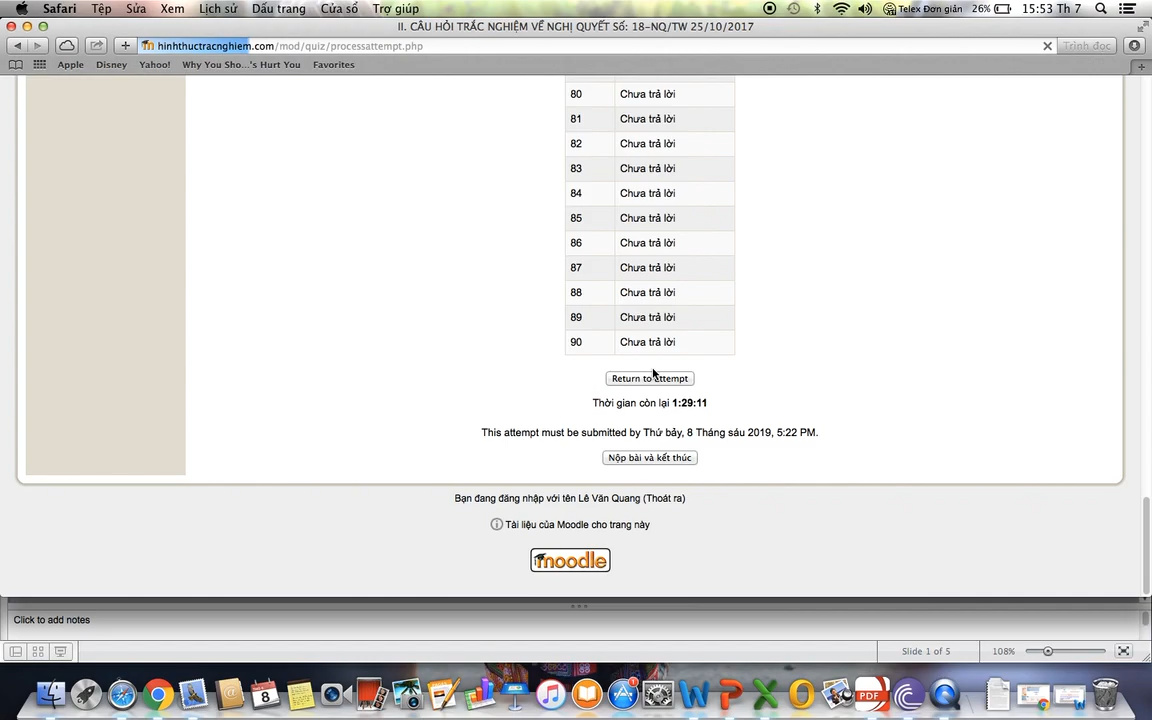 Safari Tệp Sửa Xem Lịch sử Dấu trang Cửa sổ Trợ giúp Telex Đơn giản 26% 15:53 Th 7
II. CÂU HỎI TRẮC NGHIỆM VỀ NGHỊ QUYẾT Số: 18-NQ/TW 25/10/2017
hinhthuctracnghiem.com/mod/quiz/processattempt.php Trình đọc
Apple Disney Yahoo! Why You Sho...'s Hurt You Favorites
80 Chưa trả lời
81 Chưa trả lời
82 Chưa trả lời
83 Chưa trả lời
84 Chưa trả lời
85 Chưa trả lời
86 Chưa trả lời
87 Chưa trả lời
88 Chưa trả lời
89 Chưa trả lời
90 Chưa trả lời
Return to attempt
Thời gian còn lại 1:29:11
This attempt must be submitted by Thứ bảy, 8 Tháng sáu 2019, 5:22 PM.
Nộp bài và kết thúc
Bạn đang đăng nhập với tên Lê Văn Quang (Thoát ra)
Tài liệu của Moodle cho trang này
moodle
Click to add notes
Slide 1 of 5 108%
8
1
PDF